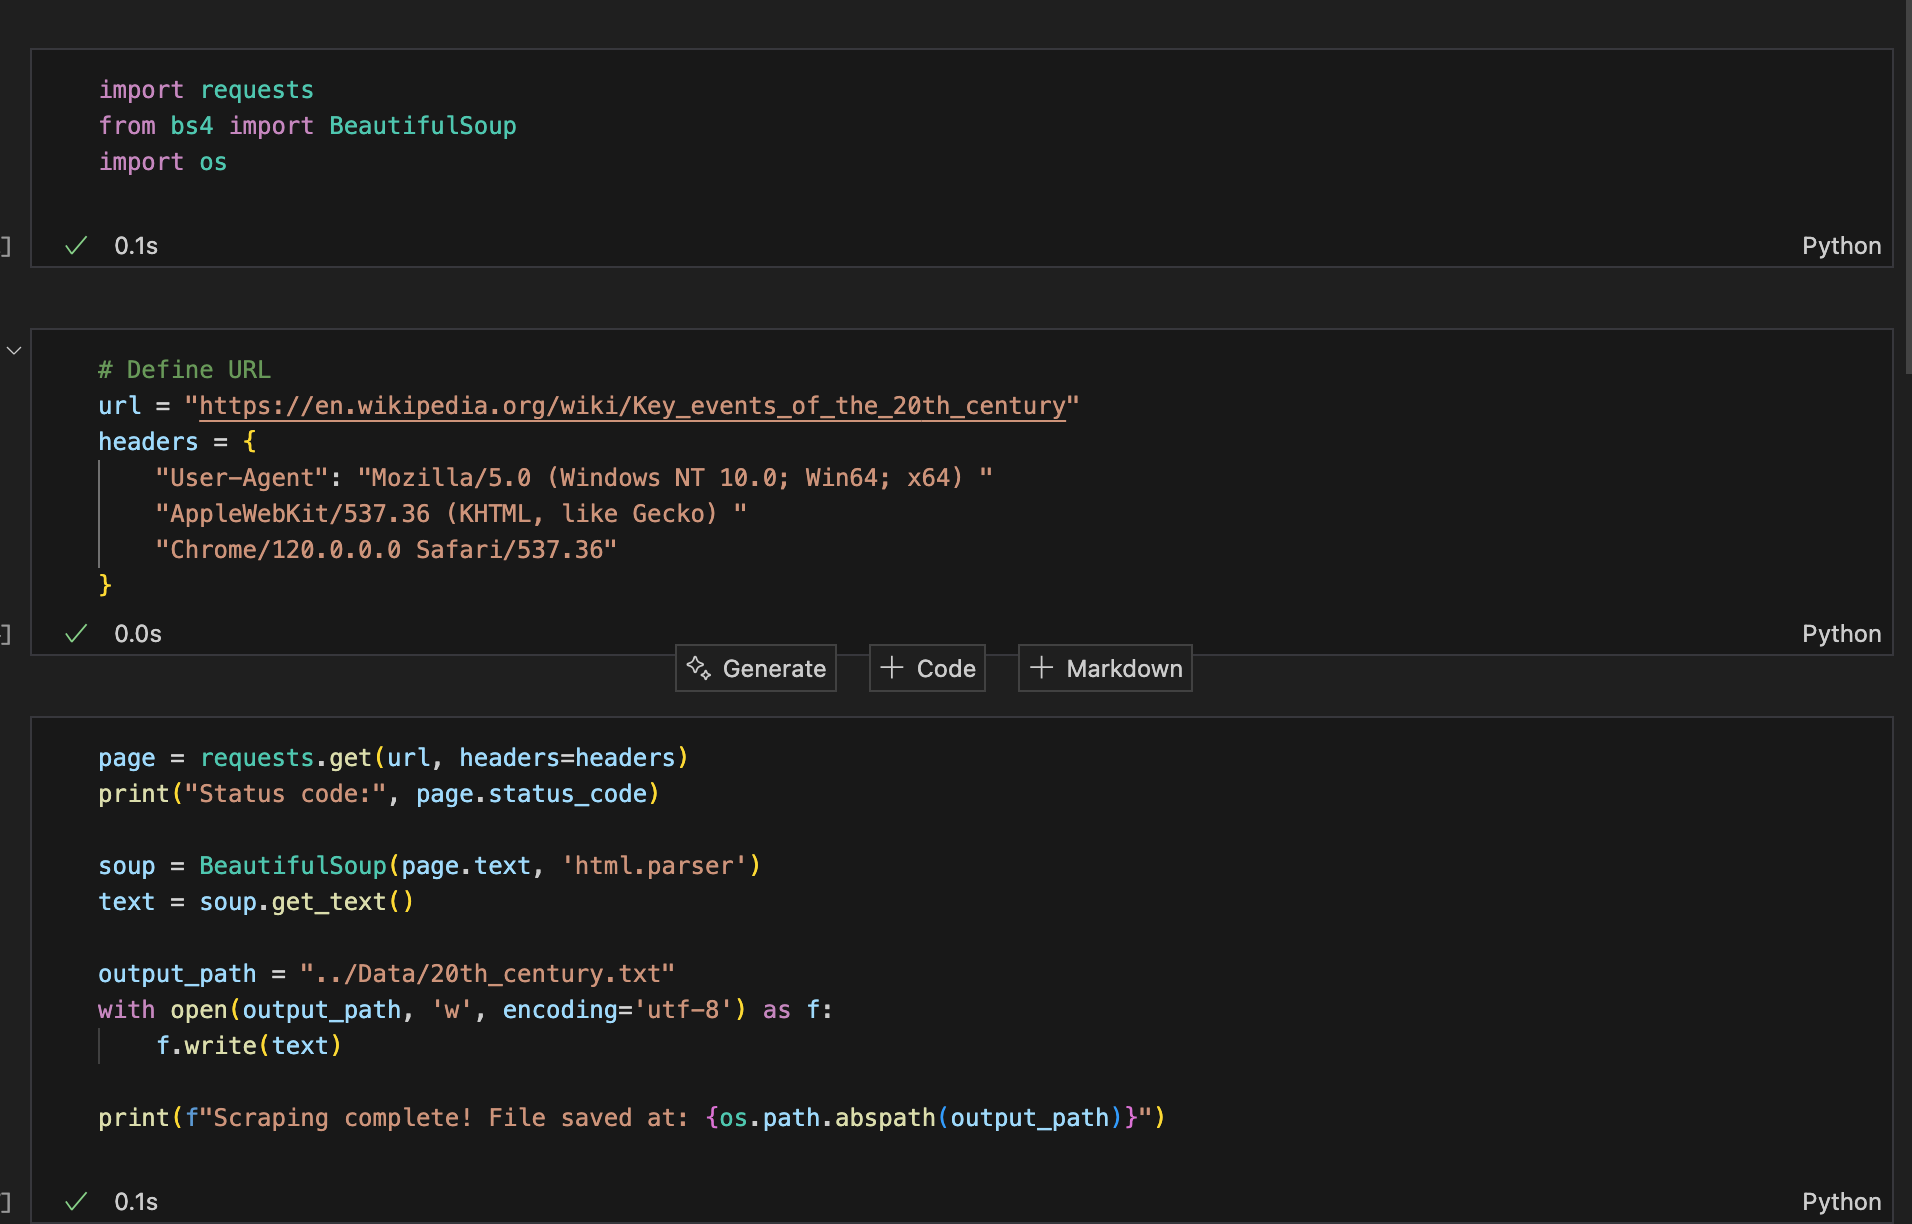 import requests
from bs4 import BeautifulSoup
import os
]
0.1s
Python
# Define URL
url = "https://en.wikipedia.org/wiki/Key_events_of_the_20th_century"
headers = {
    "User-Agent": "Mozilla/5.0 (Windows NT 10.0; Win64; x64) "
    "AppleWebKit/537.36 (KHTML, like Gecko) "
    "Chrome/120.0.0.0 Safari/537.36"
}
]
0.0s
Python
Generate
Code
Markdown
page = requests.get(url, headers=headers)
print("Status code:", page.status_code)
soup = BeautifulSoup(page.text, 'html.parser')
text = soup.get_text()
output_path = "../Data/20th_century.txt"
with open(output_path, 'w', encoding='utf-8') as f:
    f.write(text)
print(f"Scraping complete! File saved at: {os.path.abspath(output_path)}")
]
0.1s
Python